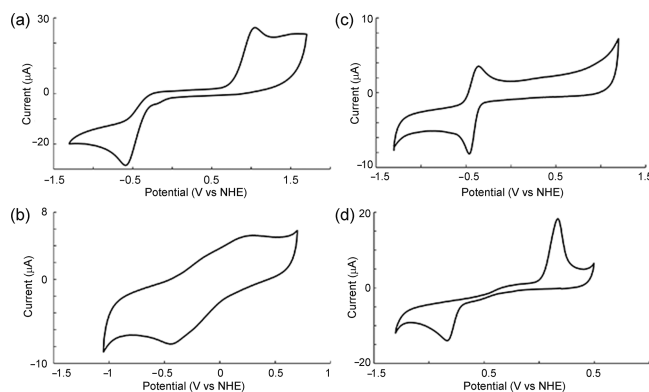 (a)
30
0
−20
Current (μA)
−1.5 −0.5 0.5 1.5
Potential (V vs NHE)
(c)
10
0
−10
Current (μA)
−1.5 −0.5 0.5 1.5
Potential (V vs NHE)
(b)
8
0
−10
Current (μA)
−1.5 −1 −0.5 0 0.5 1
Potential (V vs NHE)
(d)
20
0
−20
Current (μA)
−1.5 0.5 0.5
Potential (V vs NHE)